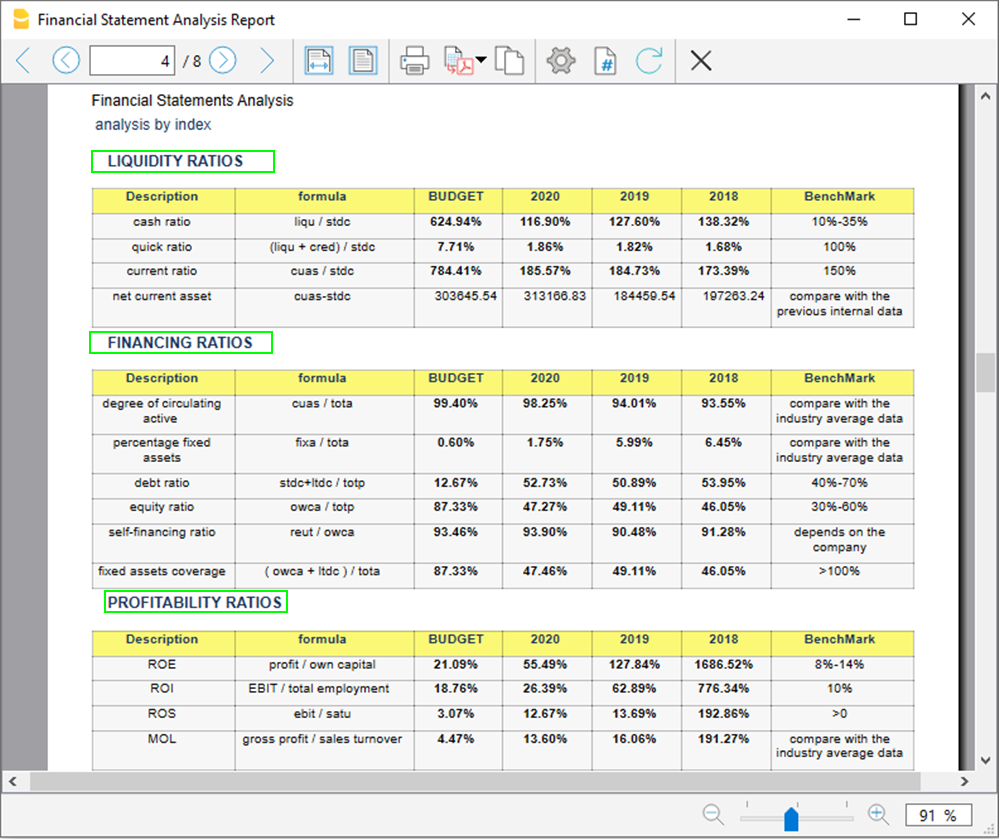 Financial Statement Analysis Report
4 / 8
Financial Statements Analysis
analysis by index
LIQUIDITY RATIOS
Description formula BUDGET 2020 2019 2018 BenchMark
cash ratio liqu / stdc 624.94% 116.90% 127.60% 138.32% 10%-35%
quick ratio (liqu + cred) / stdc 7.71% 1.86% 1.82% 1.68% 100%
current ratio cuas / stdc 784.41% 185.57% 184.73% 173.39% 150%
net current asset cuas-stdc 303645.54 313166.83 184459.54 197263.24 compare with the
previous internal data
FINANCING RATIOS
Description formula BUDGET 2020 2019 2018 BenchMark
degree of circulating cuas / tota 99.40% 98.25% 94.01% 93.55% compare with the
active industry average data
percentage fixed fixa / tota 0.60% 1.75% 5.99% 6.45% compare with the
assets industry average data
debt ratio stdc+ltdc / totp 12.67% 52.73% 50.89% 53.95% 40%-70%
equity ratio owca / totp 87.33% 47.27% 49.11% 46.05% 30%-60%
self-financing ratio reut / owca 93.46% 93.90% 90.48% 91.28% depends on the
company
fixed assets coverage ( owca + ltdc ) / tota 87.33% 47.46% 49.11% 46.05% >100%
PROFITABILITY RATIOS
Description formula BUDGET 2020 2019 2018 BenchMark
ROE profit / own capital 21.09% 55.49% 127.84% 1686.52% 8%-14%
ROI EBIT / total employment 18.76% 26.39% 62.89% 776.34% 10%
ROS ebit / satu 3.07% 12.67% 13.69% 192.86% >0
MOL gross profit / sales turnover 4.47% 13.60% 16.06% 191.27% compare with the
industry average data
91 %